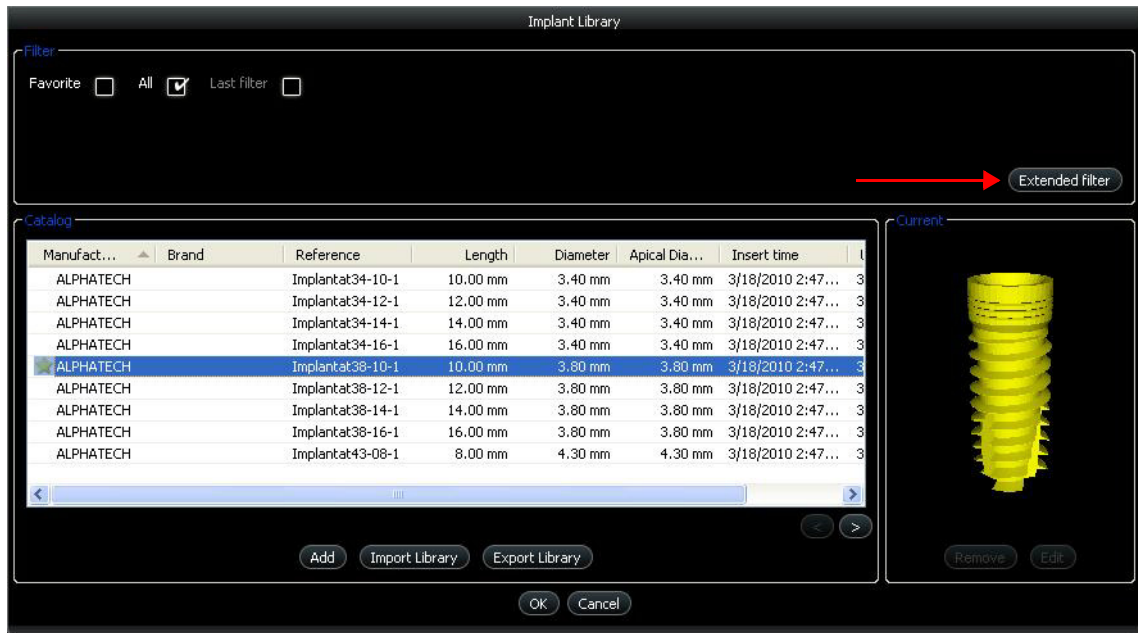 Implant Library
Filter
Favorite All Last filter
Extended filter
Catalog
Current
Manufact... Brand Reference Length Diameter Apical Dia... Insert time
ALPHATECH Implantat34-10-1 10.00 mm 3.40 mm 3.40 mm 3/18/2010 2:47... 3
ALPHATECH Implantat34-12-1 12.00 mm 3.40 mm 3.40 mm 3/18/2010 2:47... 3
ALPHATECH Implantat34-14-1 14.00 mm 3.40 mm 3.40 mm 3/18/2010 2:47... 3
ALPHATECH Implantat34-16-1 16.00 mm 3.40 mm 3.40 mm 3/18/2010 2:47... 3
ALPHATECH Implantat38-10-1 10.00 mm 3.80 mm 3.80 mm 3/18/2010 2:47... 3
ALPHATECH Implantat38-12-1 12.00 mm 3.80 mm 3.80 mm 3/18/2010 2:47... 3
ALPHATECH Implantat38-14-1 14.00 mm 3.80 mm 3.80 mm 3/18/2010 2:47... 3
ALPHATECH Implantat38-16-1 16.00 mm 3.80 mm 3.80 mm 3/18/2010 2:47... 3
ALPHATECH Implantat43-08-1 8.00 mm 4.30 mm 4.30 mm 3/18/2010 2:47... 3
< >
Add Import Library Export Library
Remove Edit
OK Cancel